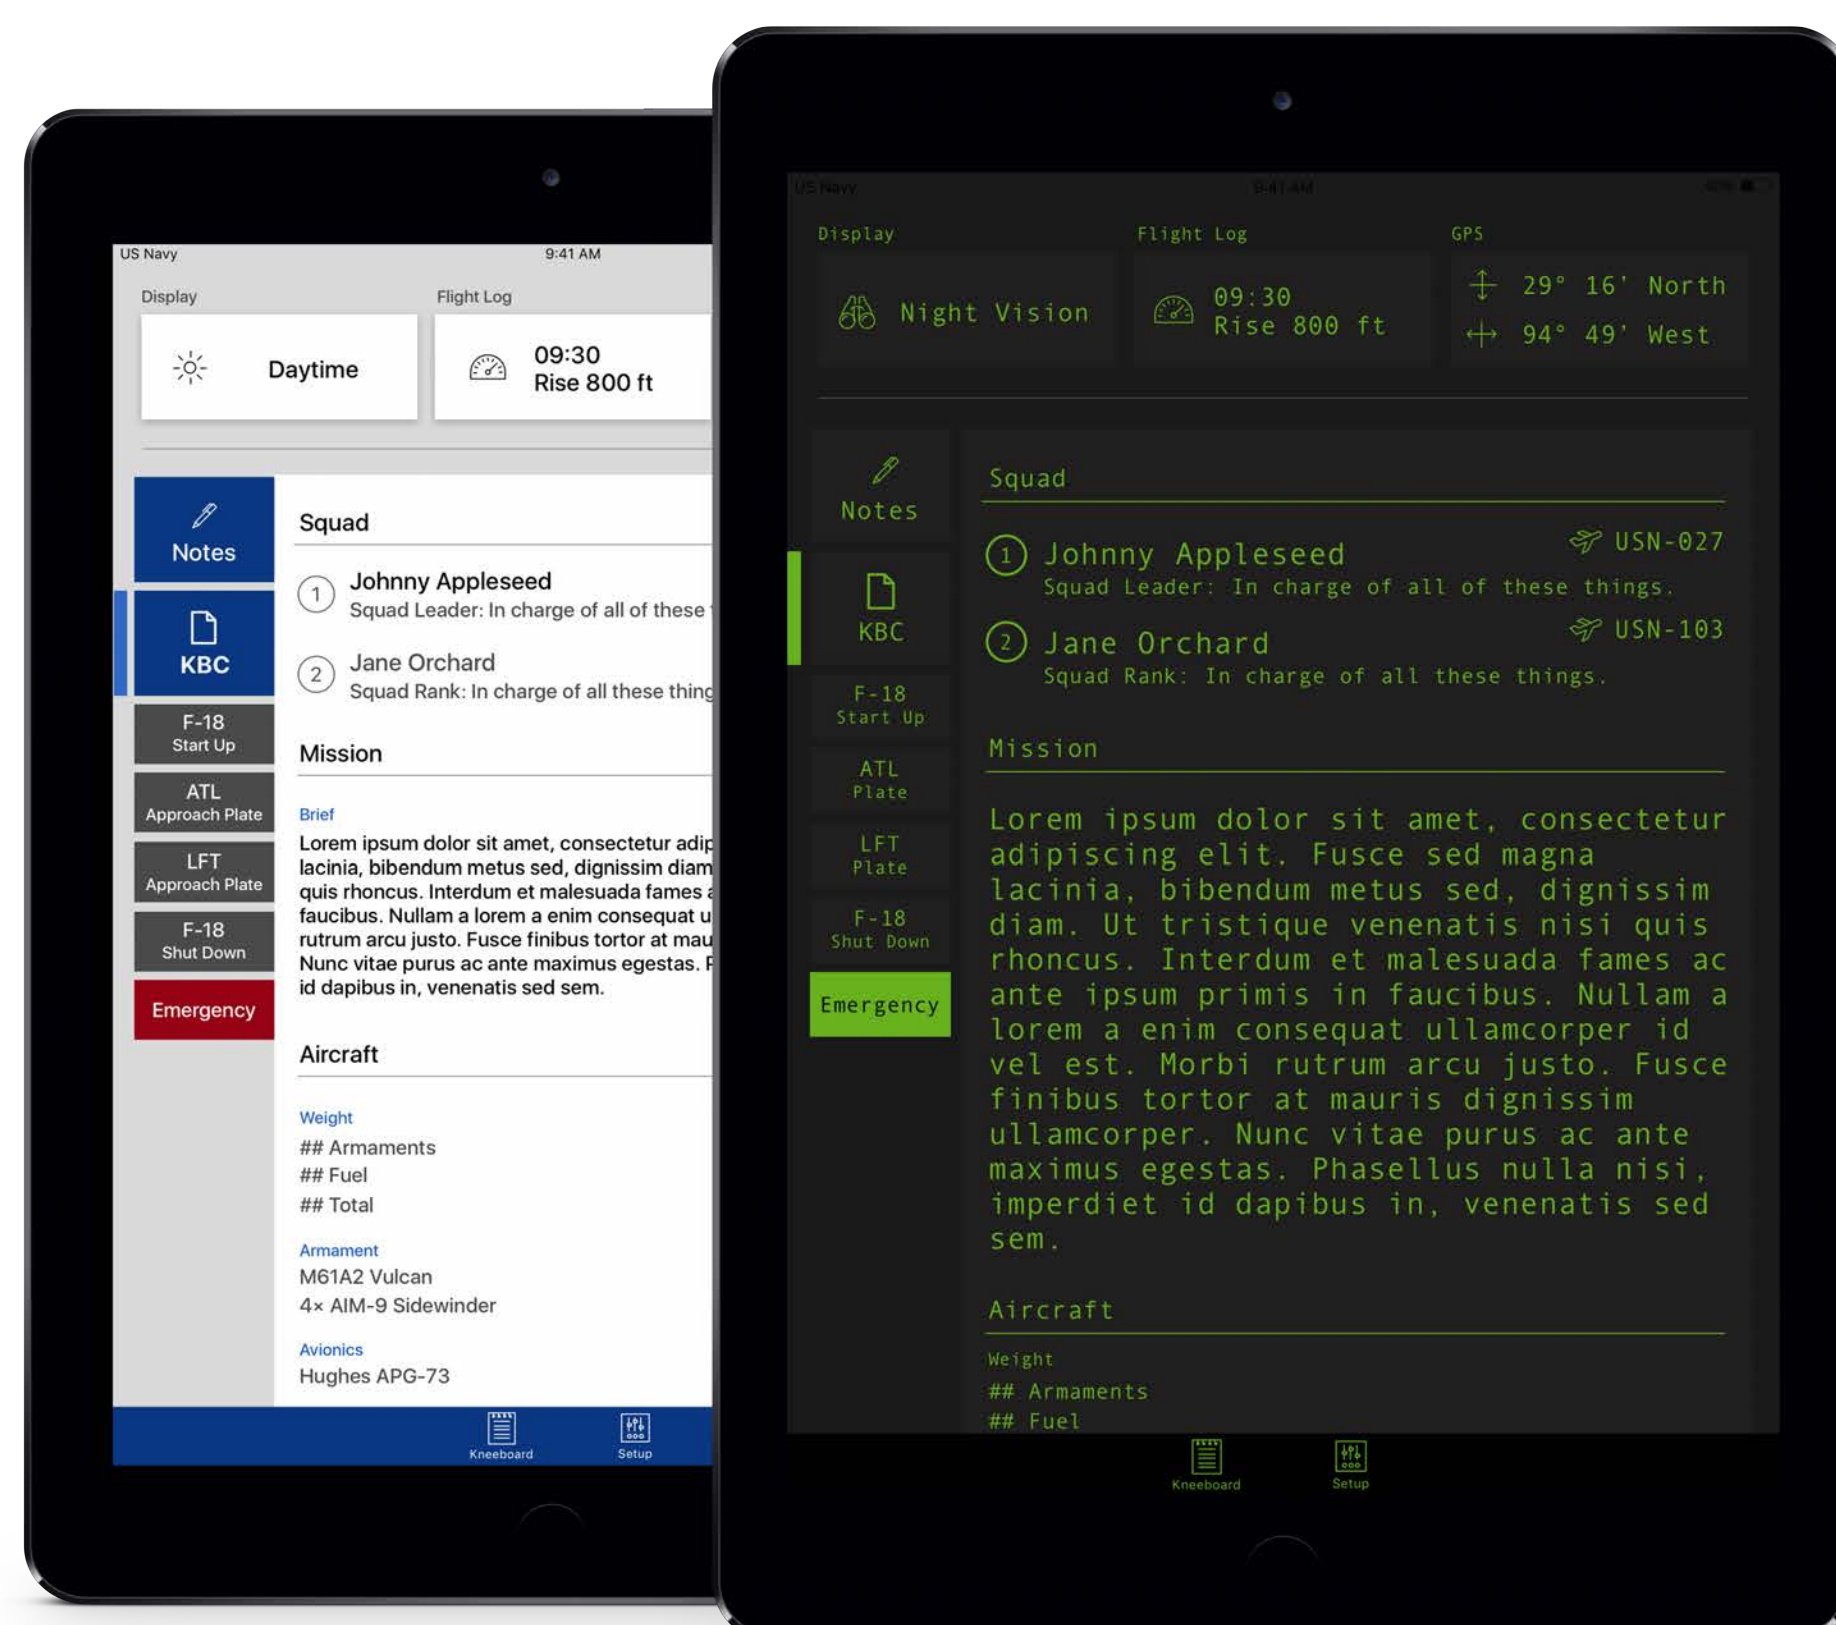 US Navy
9:41 AM
Display
Flight Log
Daytime
09:30
Rise 800 ft
Notes
KBC
F-18
Start Up
ATL
Approach Plate
LFT
Approach Plate
F-18
Shut Down
Emergency
Squad
1
Johnny Appleseed
Squad Leader: In charge of all of these
2
Jane Orchard
Squad Rank: In charge of all these thing
Mission
Brief
Lorem ipsum dolor sit amet, consectetur adip
lacinia, bibendum metus sed, dignissim diam
quis rhoncus. Interdum et malesuada fames a
faucibus. Nullam a lorem a enim consequat u
rutrum arcu justo. Fusce finibus tortor at mau
Nunc vitae purus ac ante maximus egestas. P
id dapibus in, venenatis sed sem.
Aircraft
Weight
## Armaments
## Fuel
## Total
Armament
M61A2 Vulcan
4× AIM-9 Sidewinder
Avionics
Hughes APG-73
Kneeboard
Setup
US Navy
9:41 AM
Display
Flight Log
GPS
Night Vision
09:30
Rise 800 ft
29° 16' North
94° 49' West
Notes
KBC
F-18
Start Up
ATL
Plate
LFT
Plate
F-18
Shut Down
Emergency
Squad
1
Johnny Appleseed
USN-027
Squad Leader: In charge of all of these things.
2
Jane Orchard
USN-103
Squad Rank: In charge of all these things.
Mission
Lorem ipsum dolor sit amet, consectetur
adipiscing elit. Fusce sed magna
lacinia, bibendum metus sed, dignissim
diam. Ut tristique venenatis nisi quis
rhoncus. Interdum et malesuada fames ac
ante ipsum primis in faucibus. Nullam a
lorem a enim consequat ullamcorper id
vel est. Morbi rutrum arcu justo. Fusce
finibus tortor at mauris dignissim
ullamcorper. Nunc vitae purus ac ante
maximus egestas. Phasellus nulla nisi,
imperdiet id dapibus in, venenatis sed
sem.
Aircraft
Weight
## Armaments
## Fuel
Kneeboard
Setup